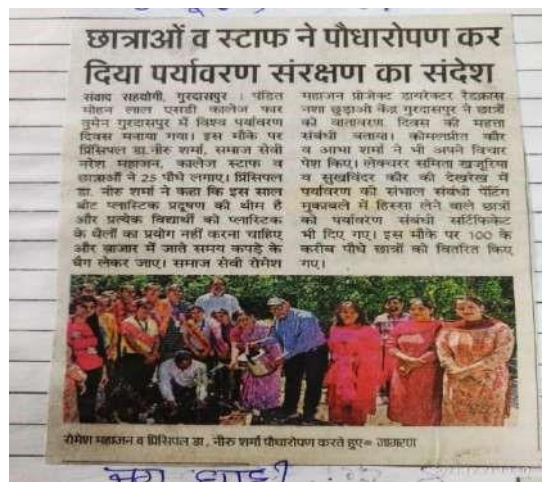 छात्राओं व स्टाफ ने पौधारोपण कर
दिया पर्यावरण संरक्षण का संदेश
संवाद सहयोगी, गुरदासपुर : पंडित
मोहन लाल एसडी कालेज फार
वुमेन गुरदासपुर में विश्व पर्यावरण
दिवस मनाया गया। इस मौके पर
प्रिंसिपल डा. नीरु शर्मा, समाज सेवी
नरेश महाजन, कालेज स्टाफ व
छात्राओं ने 25 पौधे लगाए। प्रिंसिपल
डा. नीरु शर्मा ने कहा कि इस साल
बीट प्लास्टिक प्रदूषण की थीम है
और प्रत्येक विद्यार्थी को प्लास्टिक
के थैलों का प्रयोग नहीं करना चाहिए
और बाजार में जाते समय कपड़े के
बैग लेकर जाए। समाज सेवी रोमेश
महाजन प्रोजेक्ट डायरेक्टर रेडक्रास
नशा छुड़ाओ केंद्र गुरदासपुर ने छात्रों
को वातावरण दिवस की महत्ता
संबंधी बताया। कोमलप्रीत कौर
व आभा शर्मा ने भी अपने विचार
पेश किए। लेक्चरर समिता खजूरिया
व सुखविंदर कौर की देखरेख में
पर्यावरण की संभाल संबंधी पेंटिंग
मुकाबले में हिस्सा लेने वाले छात्रों
को पर्यावरण संबंधी सर्टिफिकेट
भी दिए गए। इस मौके पर 100 के
करीब पौधे छात्रों को वितरित किए
गए।
रोमेश महाजन व प्रिंसिपल डा. नीरु शर्मा पौधारोपण करते हुए ● जागरण